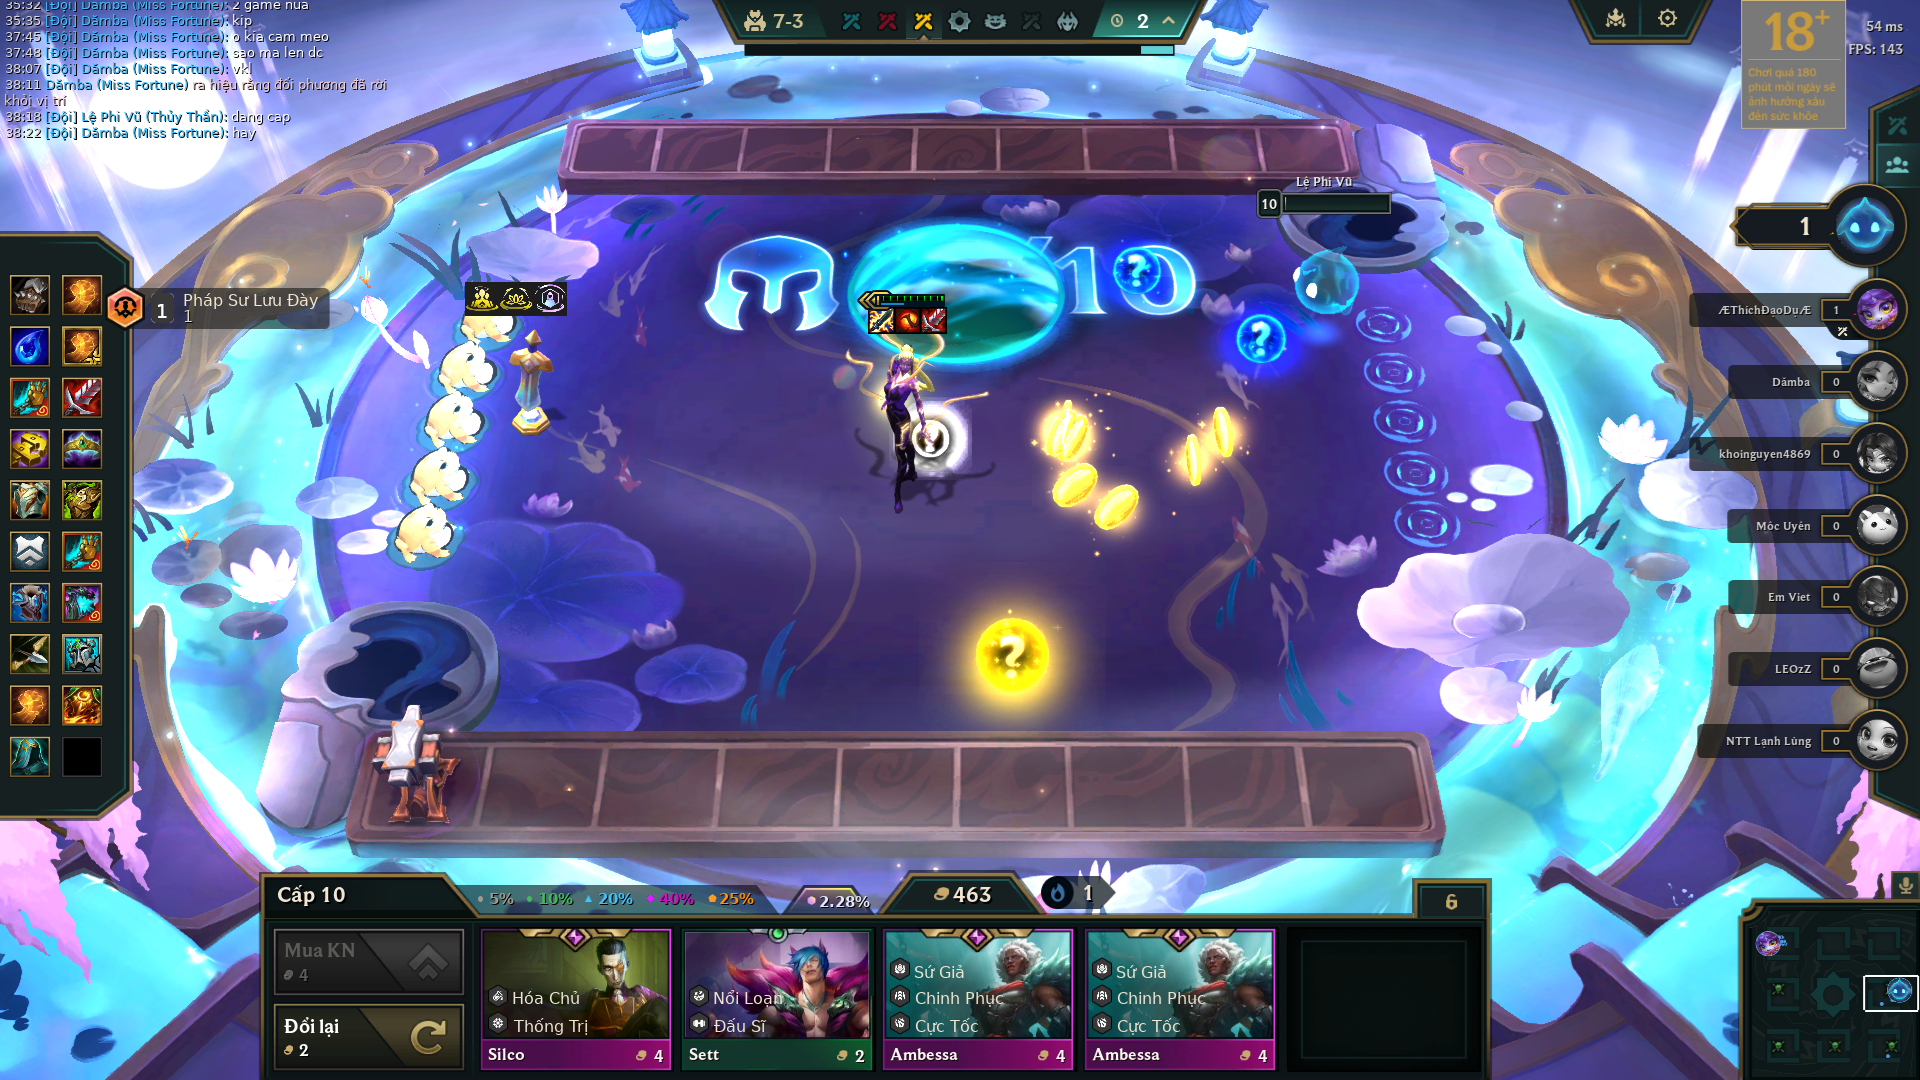 35:32 [Đội] Dămba (Miss Fortune): 2 game nua
35:35 [Đội] Dămba (Miss Fortune): kip
37:45 [Đội] Dămba (Miss Fortune): o kia cam meo
37:48 [Đội] Dămba (Miss Fortune): sao ma len dc
38:07 [Đội] Dămba (Miss Fortune): vkl
38:11 Dămba (Miss Fortune) ra hiệu rằng đối phương đã rời
khỏi vị trí
38:18 [Đội] Lệ Phi Vũ (Thủy Thần): dang cap
38:22 [Đội] Dămba (Miss Fortune): hay
7-3
2
18+
Chơi quá 180
phút mỗi ngày sẽ
ảnh hưởng xấu
đến sức khỏe
54 ms
FPS: 143
Lệ Phi Vũ
10
10
1
1
Pháp Sư Lưu Đày
1
ÆThíchĐaoDụÆ 1
Dămba 0
khoinguyen4869 0
Mộc Uyên 0
Em Viet 0
LEOzZ 0
NTT Lạnh Lùng 0
Cấp 10
5% 10% 20% 40% 25%
2.28%
463
1
6
Mua KN
4
Đổi lại
2
Hóa Chủ
Thống Trị
Silco 4
Nổi Loạn
Đấu Sĩ
Sett 2
Sứ Giả
Chinh Phục
Cực Tốc
Ambessa 4
Sứ Giả
Chinh Phục
Cực Tốc
Ambessa 4